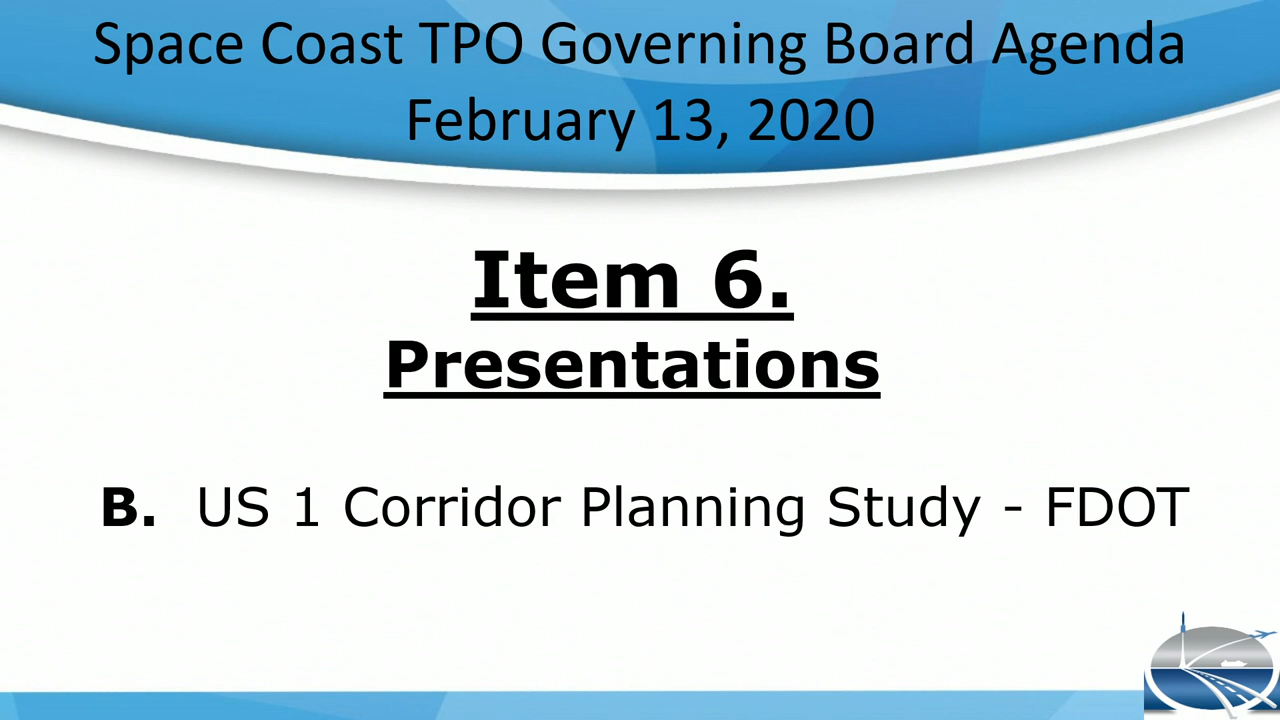 Space Coast TPO Governing Board Agenda
February 13, 2020
Item 6.
Presentations
B. US 1 Corridor Planning Study - FDOT